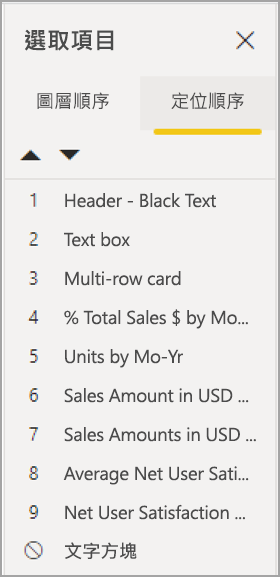 選取項目
圖層順序 定位順序
1 Header - Black Text
2 Text box
3 Multi-row card
4 % Total Sales $ by Mo...
5 Units by Mo-Yr
6 Sales Amount in USD ...
7 Sales Amounts in USD ...
8 Average Net User Sati...
9 Net User Satisfaction ...
文字方塊